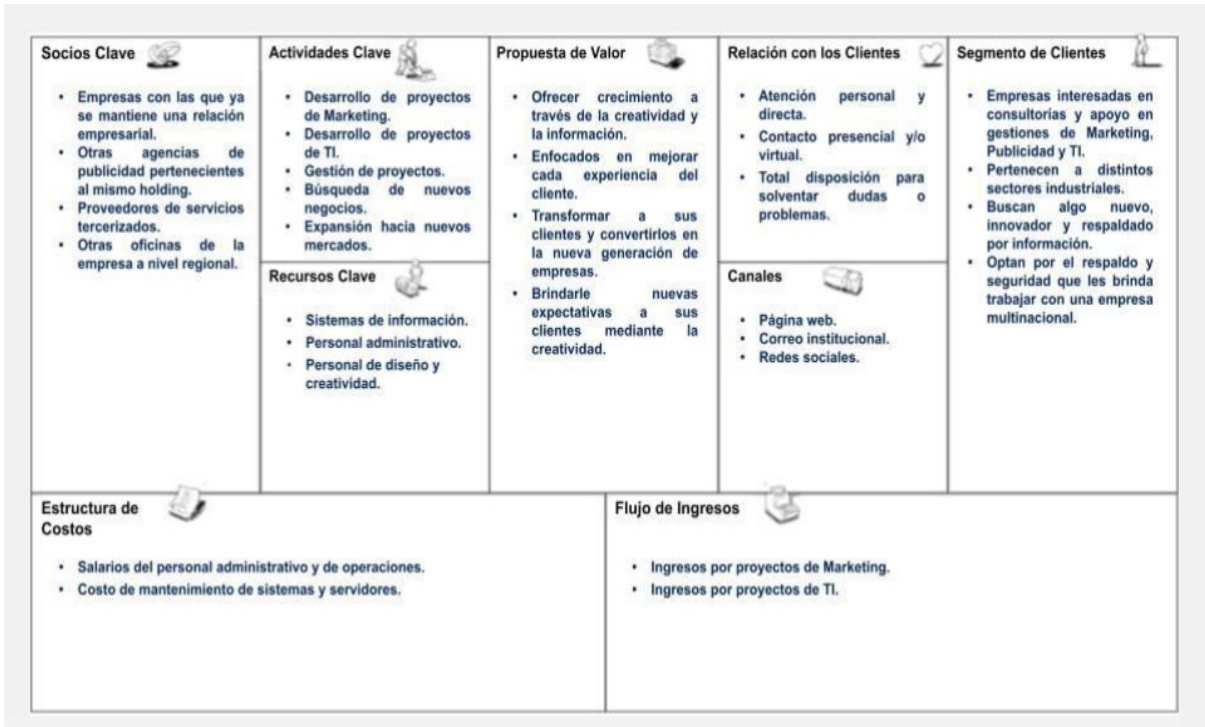 Socios Clave
• Empresas con las que ya
se mantiene una relación
empresarial.
• Otras agencias de
publicidad pertenecientes
al mismo holding.
• Proveedores de servicios
tercerizados.
• Otras oficinas de la
empresa a nivel regional.
Actividades Clave
• Desarrollo de proyectos
de Marketing.
• Desarrollo de proyectos
de TI.
• Gestión de proyectos.
• Búsqueda de nuevos
negocios.
• Expansión hacia nuevos
mercados.
Recursos Clave
• Sistemas de información.
• Personal administrativo.
• Personal de diseño y
creatividad.
Propuesta de Valor
• Ofrecer crecimiento a
través de la creatividad y
la información.
• Enfocados en mejorar
cada experiencia del
cliente.
• Transformar a sus
clientes y convertirlos en
la nueva generación de
empresas.
• Brindarle nuevas
expectativas a sus
clientes mediante la
creatividad.
Relación con los Clientes
• Atención personal y
directa.
• Contacto presencial y/o
virtual.
• Total disposición para
solventar dudas o
problemas.
Canales
• Página web.
• Correo institucional.
• Redes sociales.
Segmento de Clientes
• Empresas interesadas en
consultorías y apoyo en
gestiones de Marketing,
Publicidad y TI.
• Pertenecen a distintos
sectores industriales.
• Buscan algo nuevo,
innovador y respaldado
por información.
• Optan por el respaldo y
seguridad que les brinda
trabajar con una empresa
multinacional.
Estructura de
Costos
• Salarios del personal administrativo y de operaciones.
• Costo de mantenimiento de sistemas y servidores.
Flujo de Ingresos
• Ingresos por proyectos de Marketing.
• Ingresos por proyectos de TI.